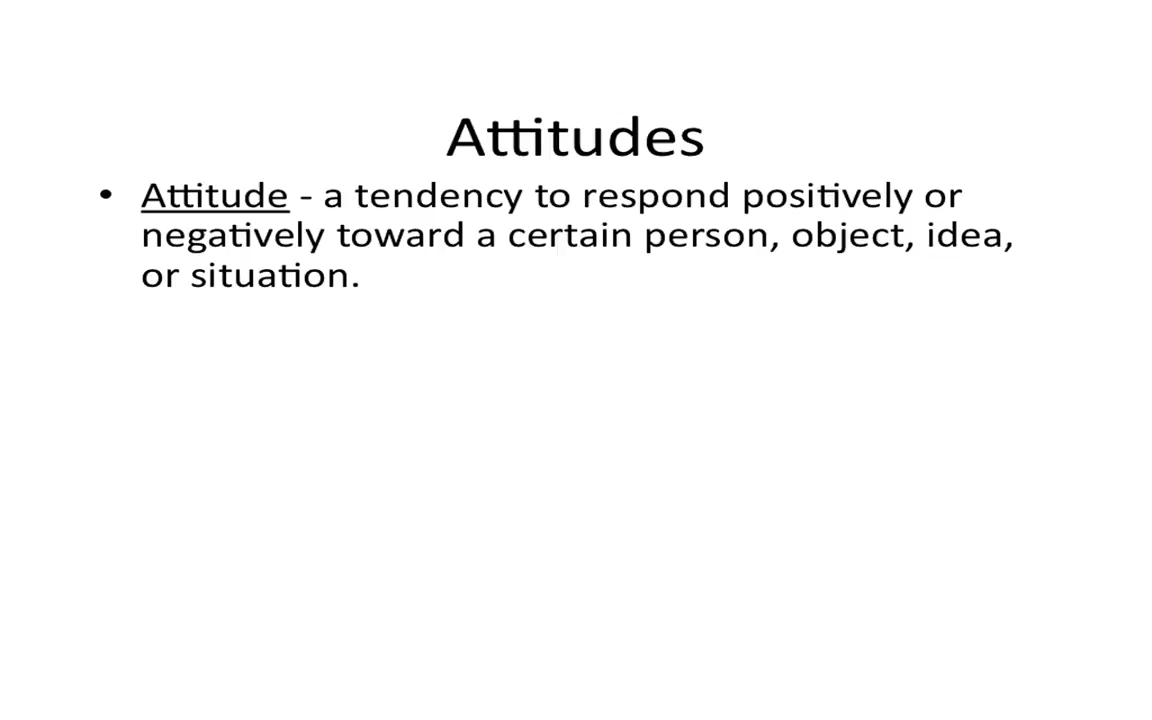 Attitudes
• Attitude - a tendency to respond positively or
negatively toward a certain person, object, idea,
or situation.